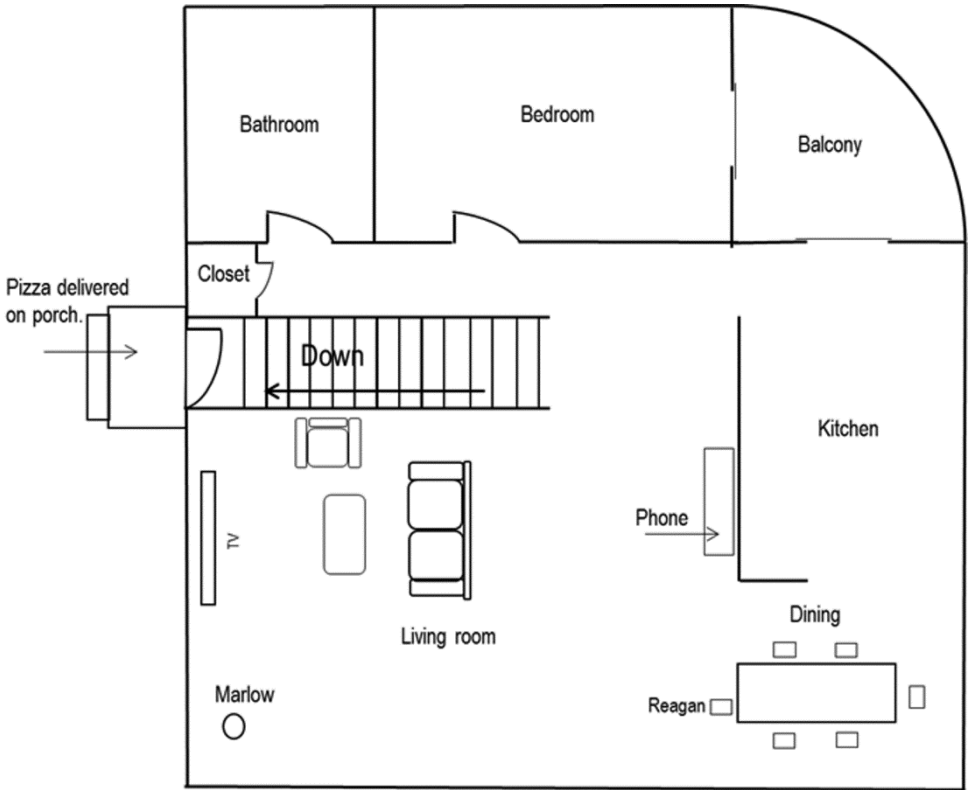 Bathroom
Bedroom
Balcony
Closet
Pizza delivered
on porch.
Down
Kitchen
Phone
TV
Dining
Living room
Marlow
Reagan